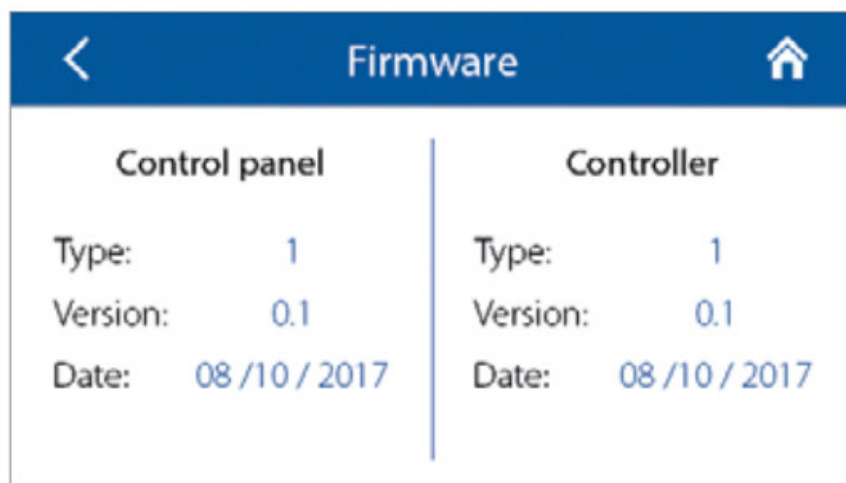 Firmware
Control panel
Type: 1
Version: 0.1
Date: 08 /10 / 2017
Controller
Type: 1
Version: 0.1
Date: 08 /10 / 2017